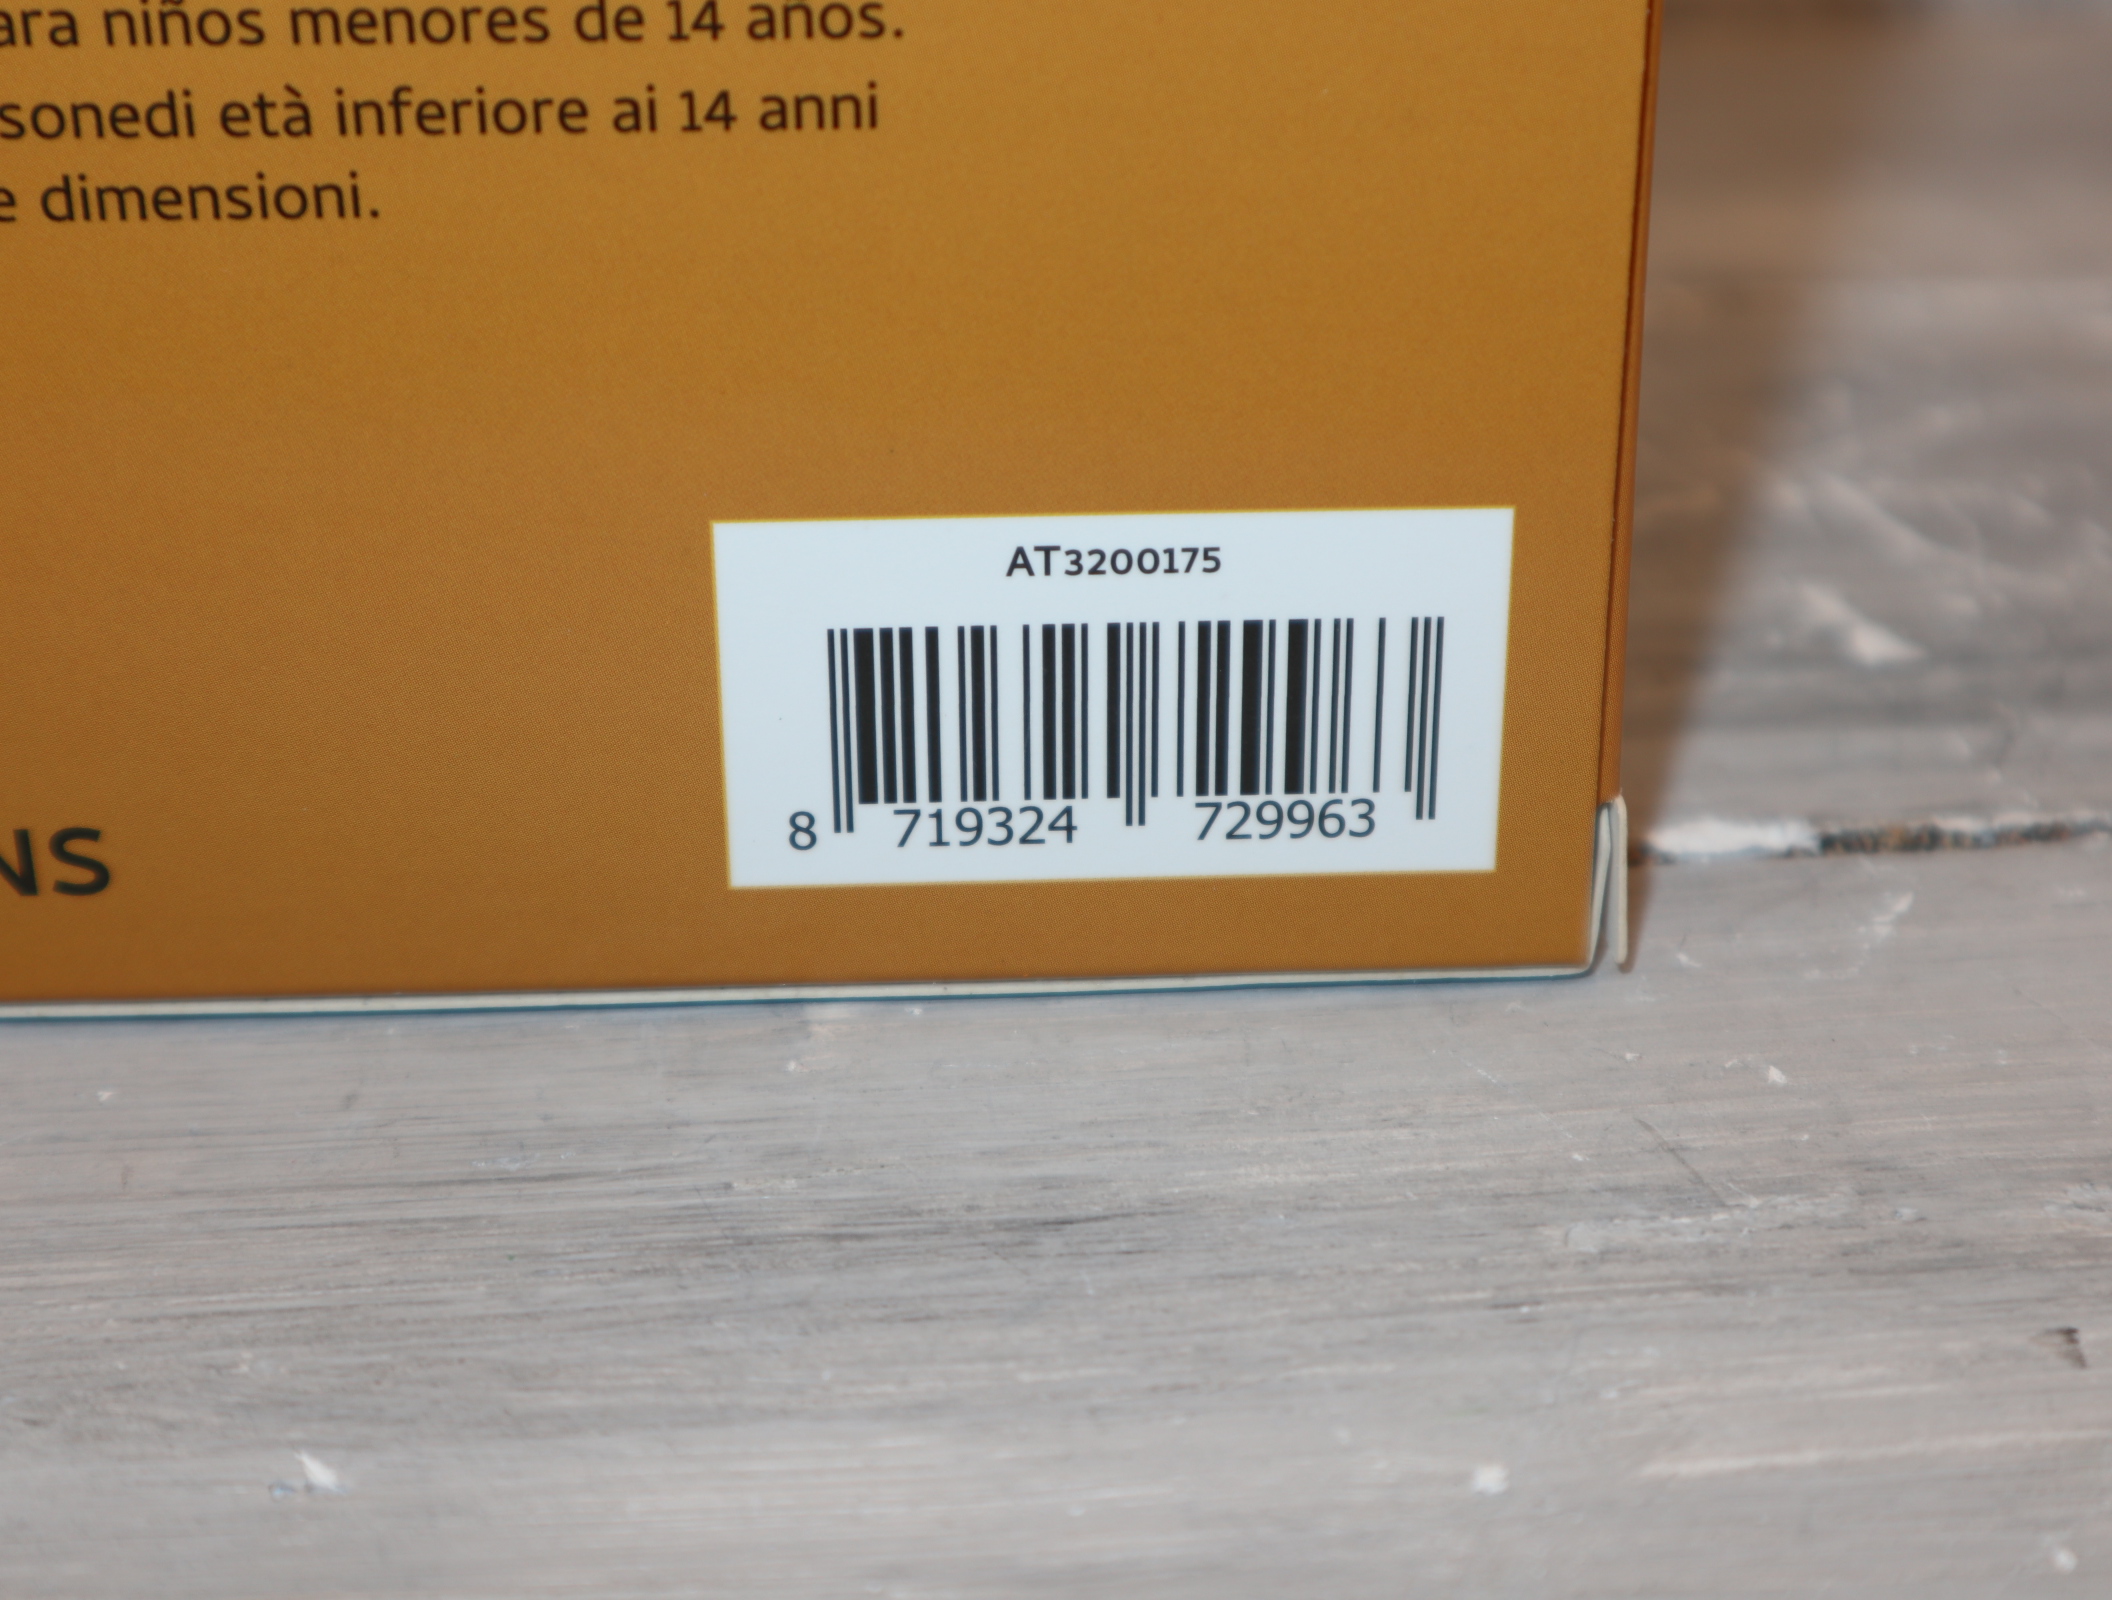 ara niños menores de 14 años.
sonedi età inferiore ai 14 anni
e dimensioni.
AT3200175
8 719324 729963
NS